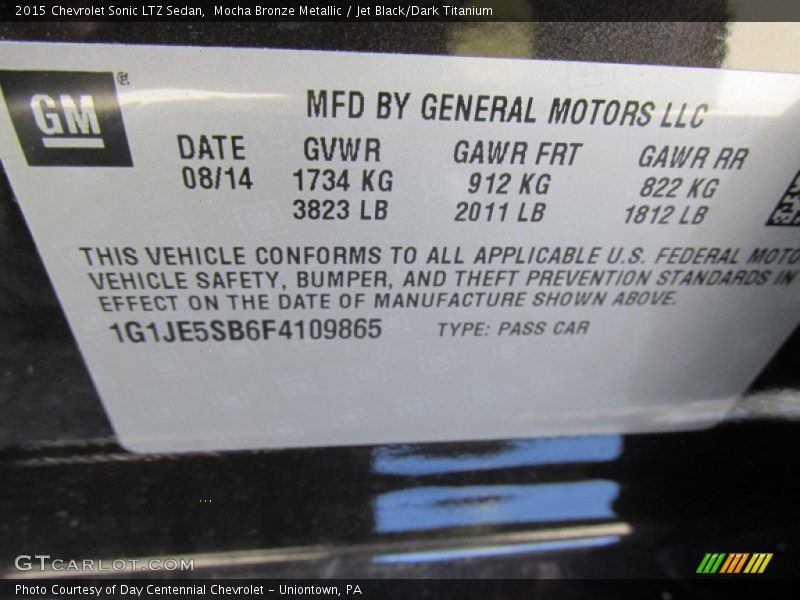 2015 Chevrolet Sonic LTZ Sedan,  Mocha Bronze Metallic / Jet Black/Dark Titanium
GM ®
MFD BY GENERAL MOTORS LLC
DATE GVWR GAWR FRT GAWR RR
08/14 1734 KG 912 KG 822 KG
3823 LB 2011 LB 1812 LB
THIS VEHICLE CONFORMS TO ALL APPLICABLE U.S. FEDERAL MOTO
VEHICLE SAFETY, BUMPER, AND THEFT PREVENTION STANDARDS IN
EFFECT ON THE DATE OF MANUFACTURE SHOWN ABOVE.
1G1JE5SB6F4109865 TYPE: PASS CAR
GTCarLot.com
Photo Courtesy of Day Centennial Chevrolet - Uniontown, PA